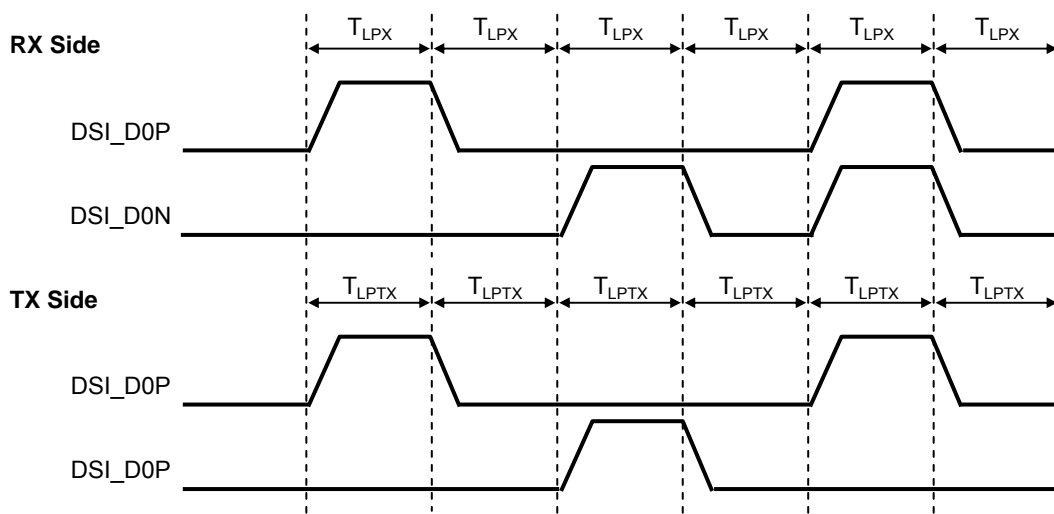 T_LPX T_LPX T_LPX T_LPX T_LPX T_LPX
RX Side
DSI_D0P
DSI_D0N
TX Side
T_LPTX T_LPTX T_LPTX T_LPTX T_LPTX T_LPTX
DSI_D0P
DSI_D0P